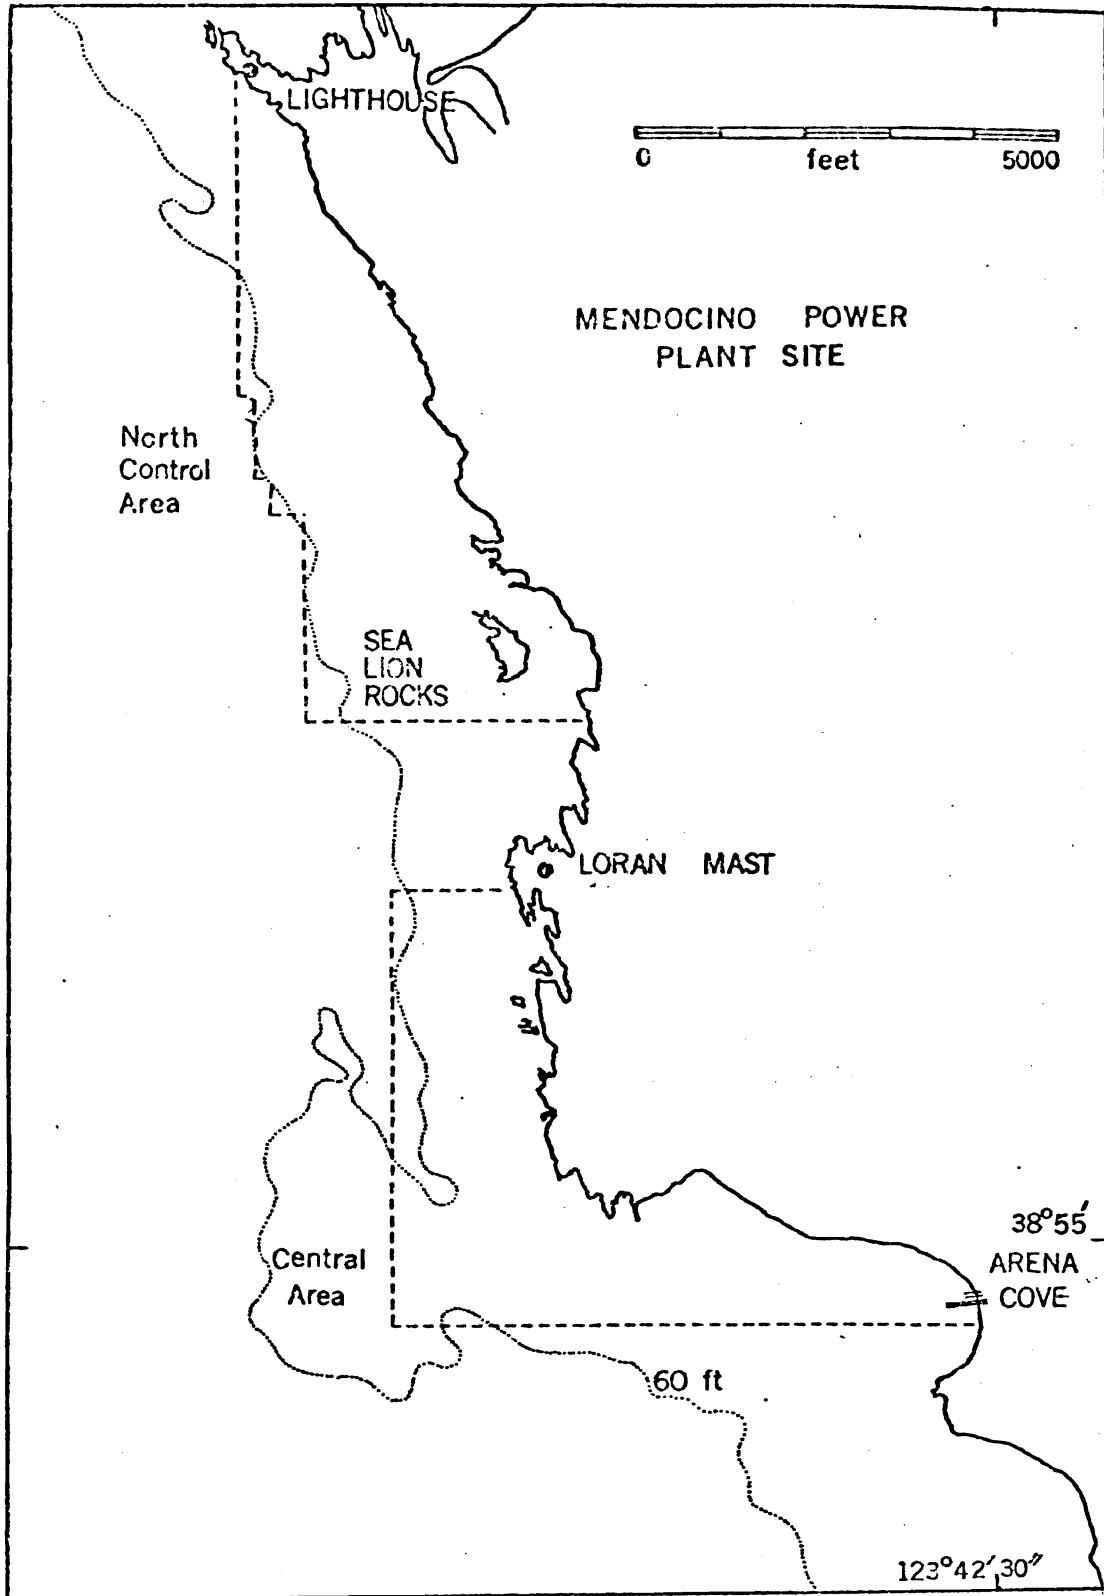 LIGHTHOUSE
0 feet 5000
MENDOCINO POWER
PLANT SITE
North
Control
Area
SEA
LION
ROCKS
LORAN MAST
38°55'
ARENA
COVE
Central
Area
60 ft
123°42'30"